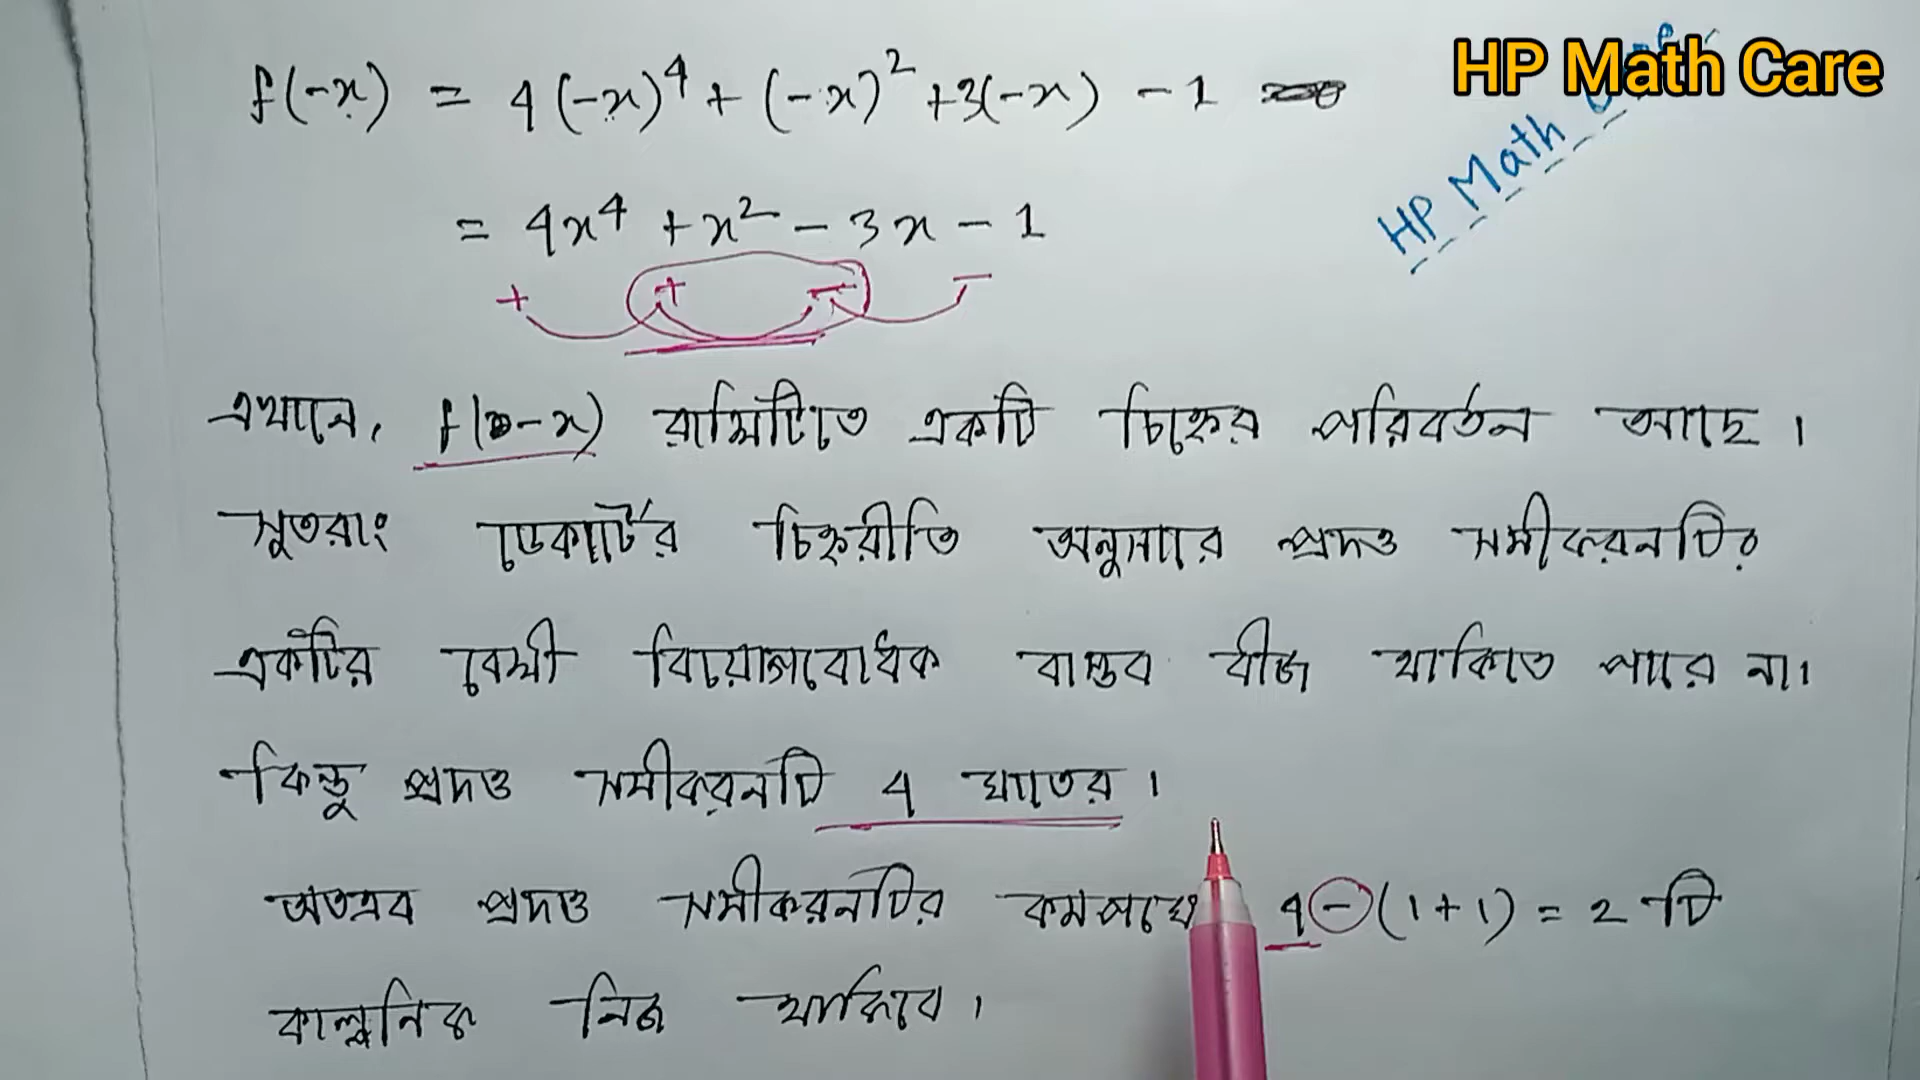 HP Math Care
f(-x) = 4(-x)⁴ + (-x)² + 3(-x) - 1
HP Math
= 4x⁴ + x² - 3x - 1
+ + - -
এখানে, f(-x) রাশিটিতে একটি চিহ্নের পরিবর্তন আছে।
সুতরাং ডেকার্টের চিহ্নরীতি অনুসারে প্রদত্ত সমীকরনটির
একটির বেশী বিয়োগবোধক বাস্তব বীজ থাকিতে পারে না।
কিন্তু প্রদত্ত সমীকরনটি 4 ঘাতের।
অতএব প্রদত্ত সমীকরনটির কমপক্ষে 4 - (1+1) = 2 টি
কাল্পনিক নিজ থাকিবে।